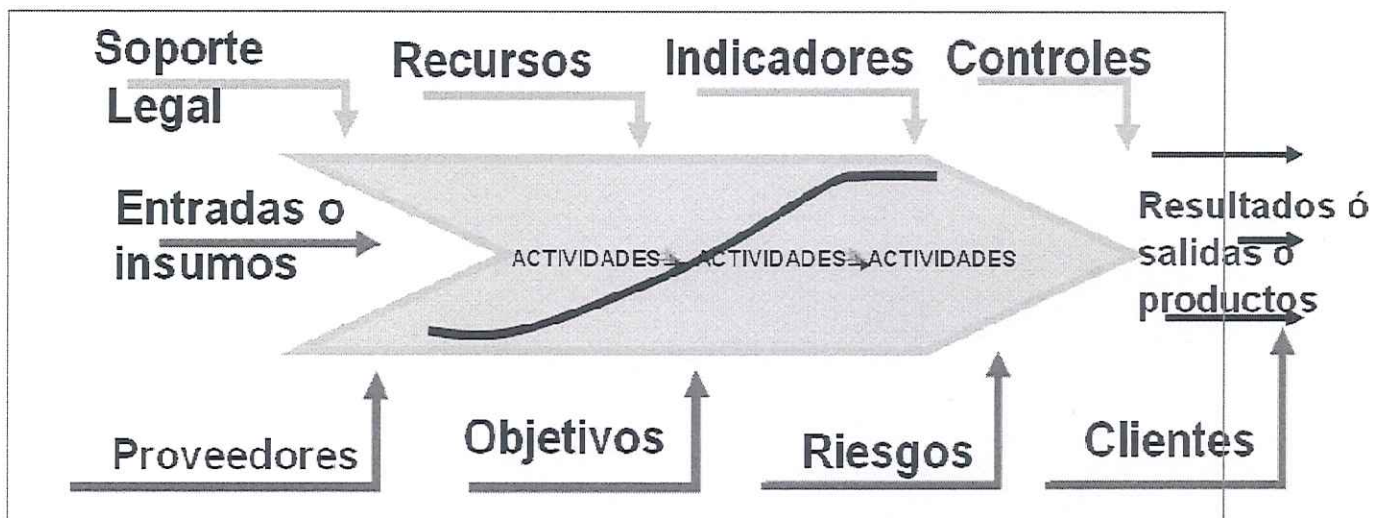 Soporte
Legal
Recursos
Indicadores
Controles
Entradas o
insumos
ACTIVIDADES ACTIVIDADES ACTIVIDADES
Resultados ó
salidas o
productos
Proveedores
Objetivos
Riesgos
Clientes